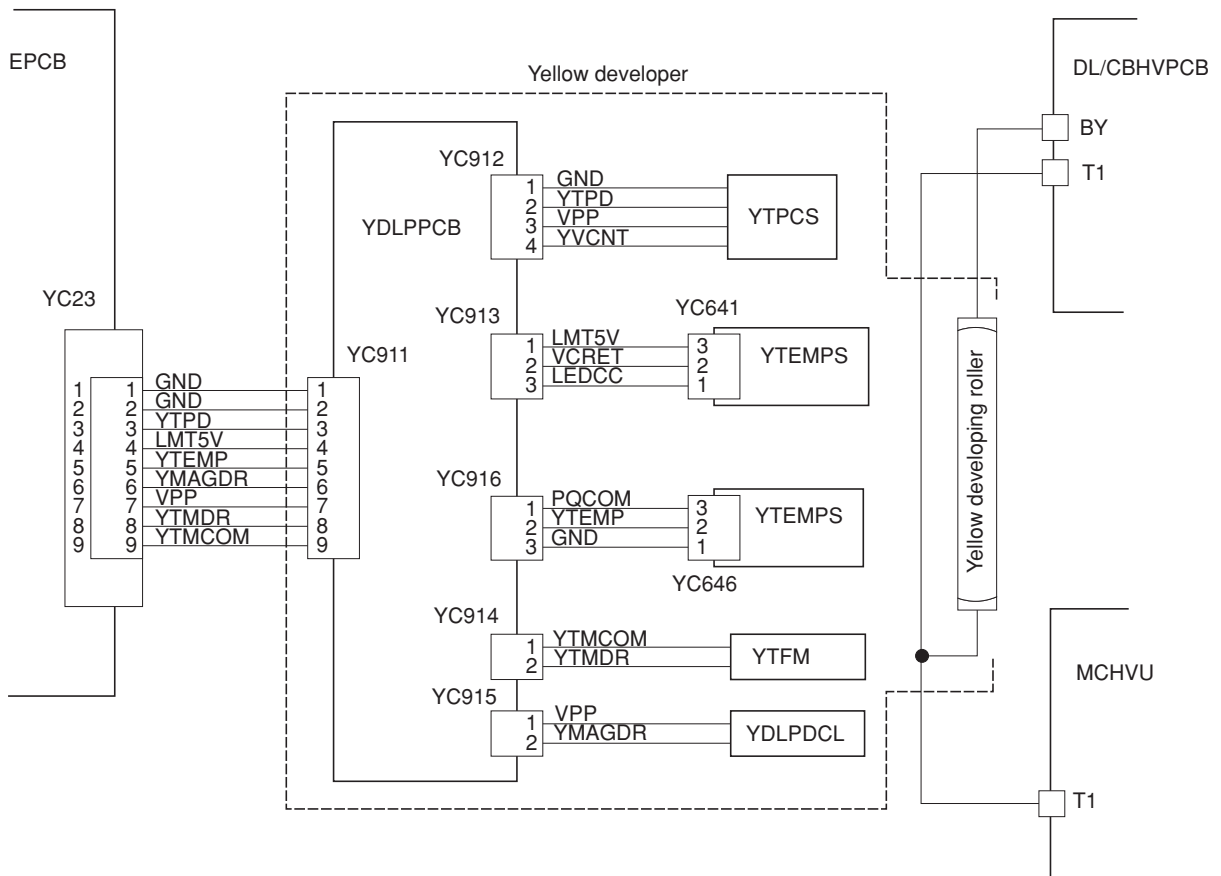 EPCB
YC23
1 1 GND 1
2 2 GND 2
3 3 YTPD 3
4 4 LMT5V 4
5 5 YTEMP 5
6 6 YMAGDR 6
7 7 VPP 7
8 8 YTMDR 8
9 9 YTMCOM 9
YC911
Yellow developer
YDLPPCB
YC912
1 GND
2 YTPD
3 VPP
4 YVCNT
YTPCS
YC913
YC641
1 LMT5V 3
2 VCRET 2
3 LEDCC 1
YTEMPS
YC916
1 PQCOM 3
2 YTEMP 2
3 GND 1
YTEMPS
YC646
YC914
1 YTMCOM
2 YTMDR
YTFM
YC915
1 VPP
2 YMAGDR
YDLPDCL
Yellow developing roller
DL/CBHVPCB
BY
T1
MCHVU
T1